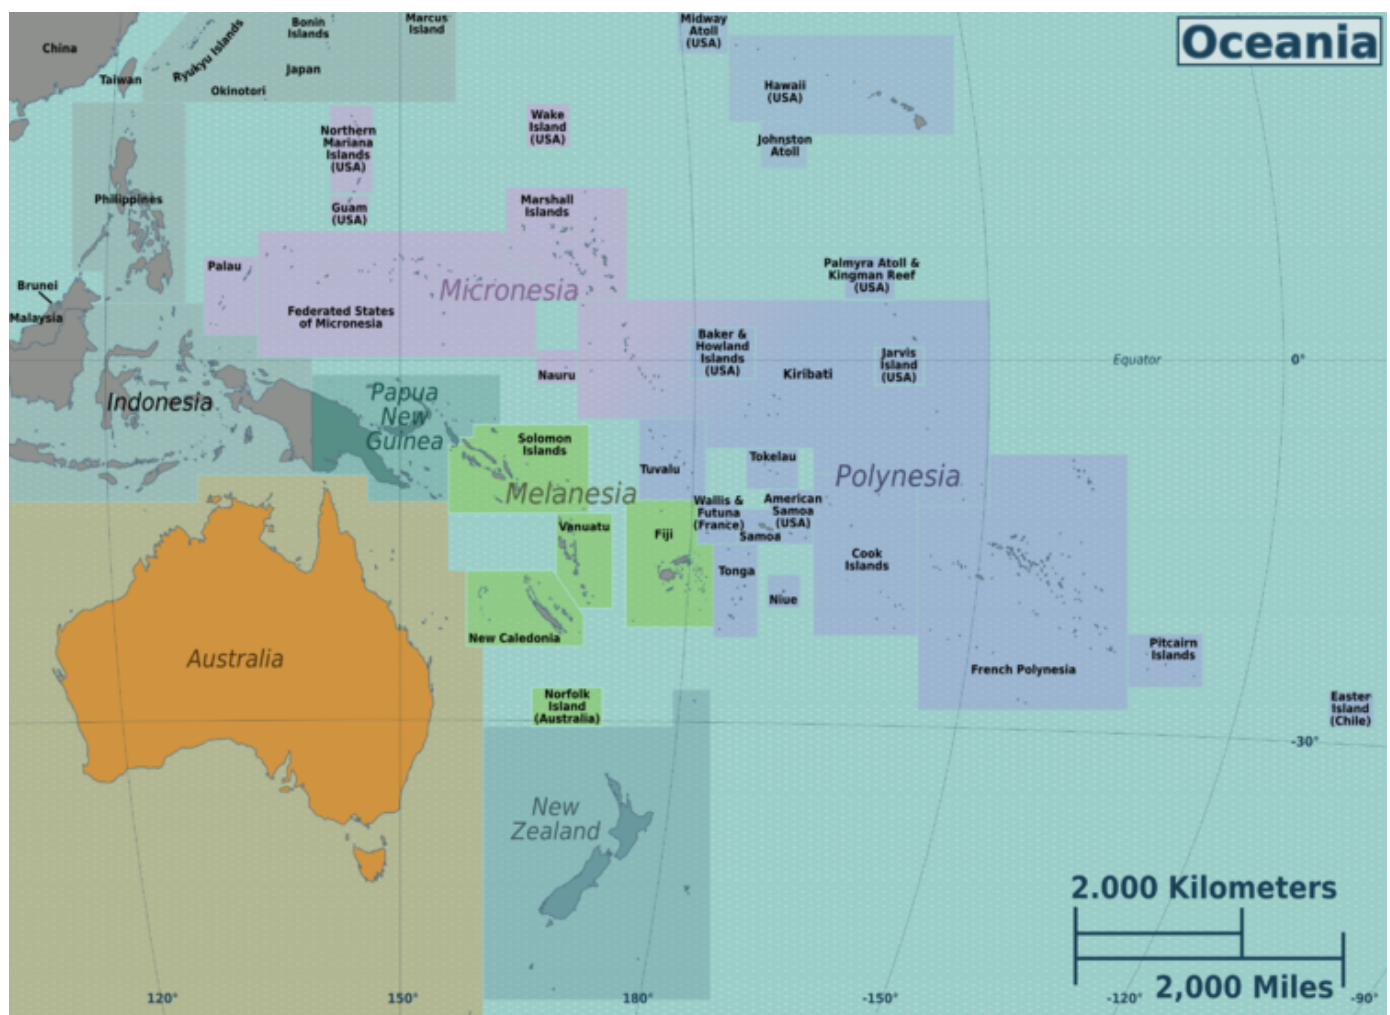 Oceania
China
Taiwan
Ryukyu Islands
Bonin
Islands
Marcus
Island
Japan
Okinotori
Midway
Atoll
(USA)
Hawaii
(USA)
Johnston
Atoll
Northern
Mariana
Islands
(USA)
Wake
Island
(USA)
Philippines
Guam
(USA)
Marshall
Islands
Palau
Brunei
Malaysia
Federated States
of Micronesia
Micronesia
Palmyra Atoll &
Kingman Reef
(USA)
Baker &
Howland
Islands
(USA)
Kiribati
Jarvis
Island
(USA)
Equator
0°
Nauru
Indonesia
Papua
New
Guinea
Solomon
Islands
Melanesia
Tuvalu
Tokelau
Polynesia
Wallis &
Futuna
(France)
American
Samoa
(USA)
Samoa
Vanuatu
Fiji
Tonga
Niue
Cook
Islands
New Caledonia
French Polynesia
Pitcairn
Islands
Australia
Norfolk
Island
(Australia)
Easter
Island
(Chile)
-30°
New
Zealand
2.000 Kilometers
2,000 Miles
120°
150°
180°
-150°
-120°
-90°